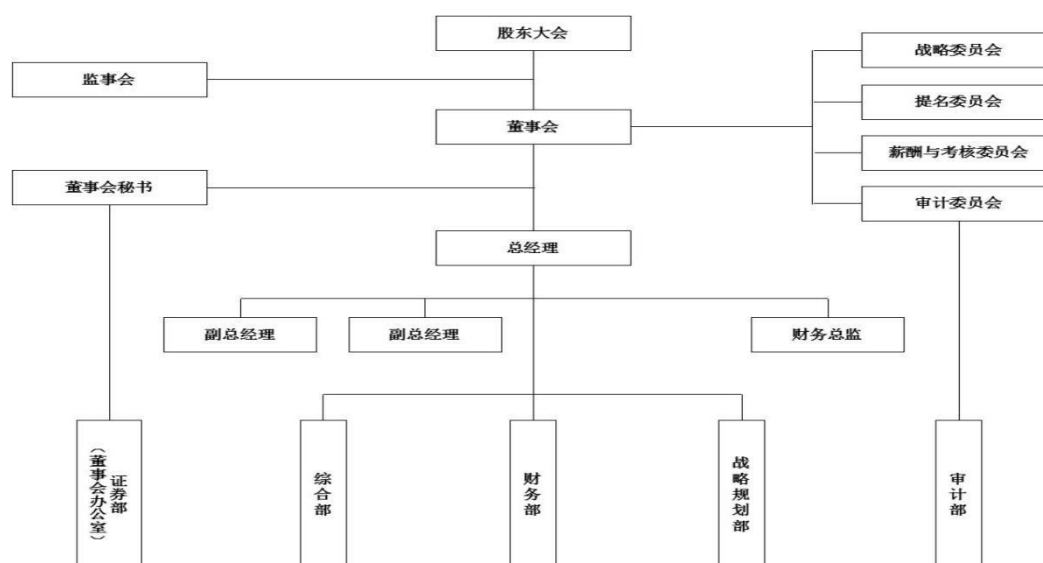 股东大会
战略委员会
监事会
提名委员会
董事会
薪酬与考核委员会
董事会秘书
审计委员会
总经理
副总经理
副总经理
财务总监
证券部
（董事会办公室）
综合部
财务部
战略规划部
审计部